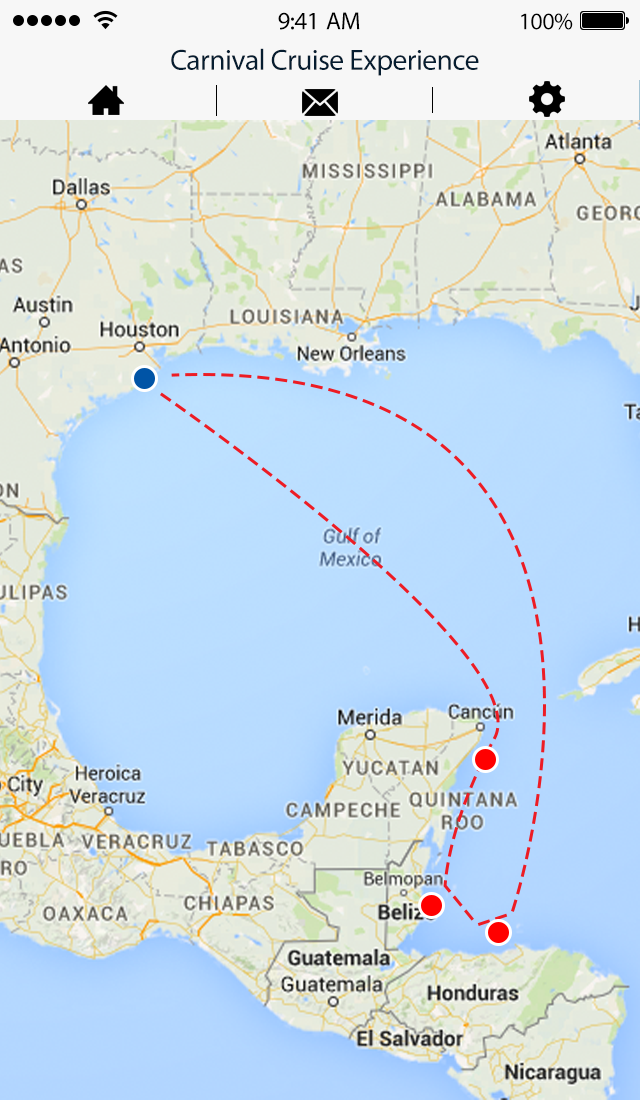 9:41 AM 100%
Carnival Cruise Experience
Atlanta
MISSISSIPPI
Dallas
ALABAMA
GEORG
AS
Austin
Houston
LOUISIANA
Antonio
New Orleans
Ta
ON
Gulf of
Mexico
ULIPAS
H
Merida
Cancún
YUCATAN
Heroica
Veracruz
City
QUINTANA
ROO
CAMPECHE
UEBLA
VERACRUZ
TABASCO
RO
Belmopan
CHIAPAS
OAXACA
Beliz
Guatemala
Guatemala
Honduras
El Salvador
Nicaragua